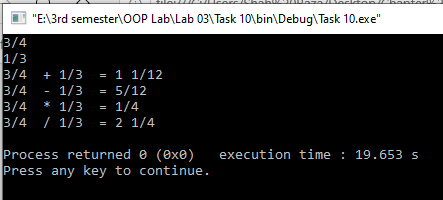 "E:\3rd semester\OOP Lab\Lab 03\Task 10\bin\Debug\Task 10.exe"
3/4
1/3
3/4  + 1/3  = 1 1/12
3/4  - 1/3  = 5/12
3/4  * 1/3  = 1/4
3/4  / 1/3  = 2 1/4
Process returned 0 (0x0)   execution time : 19.653 s
Press any key to continue.